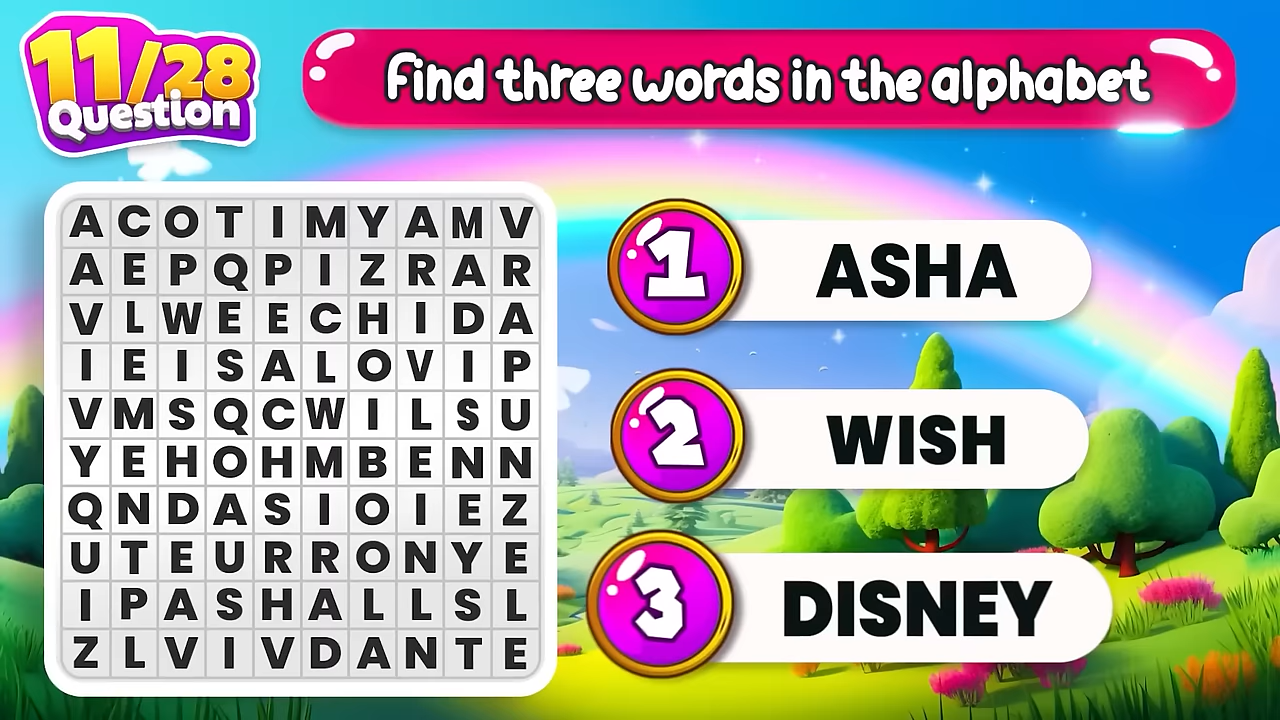 11/28
Question
Find three words in the alphabet
A C O T I M Y A M V
A E P Q P I Z R A R
V L W E E C H I D A
I E I S A L O V I P
V M S Q C W I L S U
Y E H O H M B E N N
Q N D A S I O I E Z
U T E U R R O N Y E
I P A S H A L L S L
Z L V I V D A N T E
1
ASHA
2
WISH
3
DISNEY